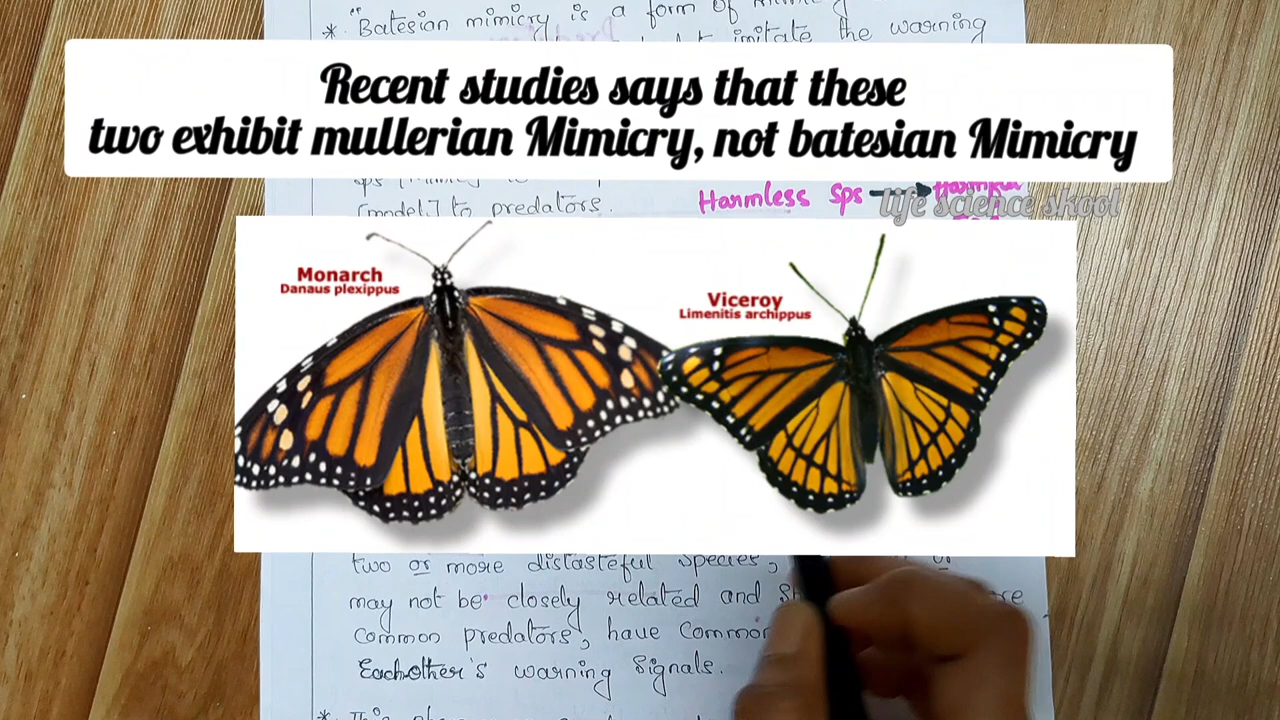 * "Batesian mimicry is a form of
imitate the warning
Recent studies says that these
two exhibit mullerian Mimicry, not batesian Mimicry
[model] to predators.
Harmless sps → Harmful
life science skool
Monarch
Danaus plexippus
Viceroy
Limenitis archippus
two or more distasteful species,
may not be closely related and
common predators, have common
Eachother's warning signals.